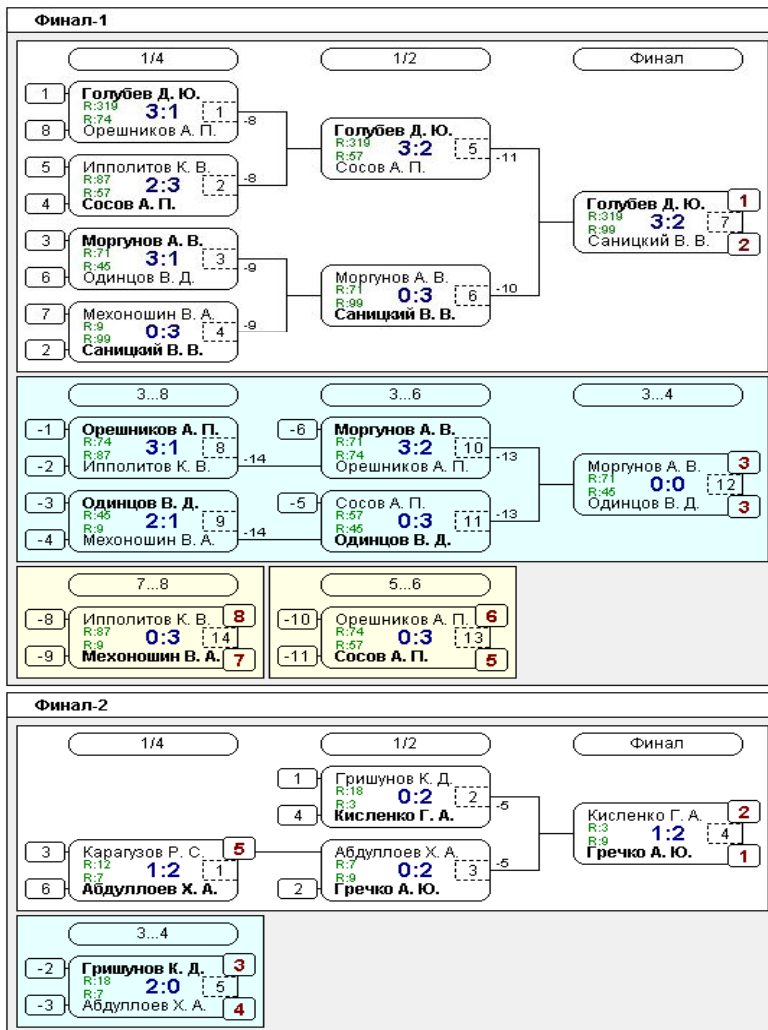 Финал-1
1/4 1/2 Финал
1 Голубев Д. Ю.
R:319 3:1 1
R:74
8 Орешников А. П.
-8
5 Ипполитов К. В.
R:87 2:3 2
R:57
4 Сосов А. П.
-8
3 Моргунов А. В.
R:71 3:1 3
R:45
6 Одинцов В. Д.
-9
7 Мехоношин В. А.
R:9 0:3 4
R:99
2 Саницкий В. В.
-9
Голубев Д. Ю.
R:319 3:2 5
R:57
Сосов А. П.
-11
Моргунов А. В.
R:71 0:3 6
R:99
Саницкий В. В.
-10
Голубев Д. Ю. 1
R:319 3:2 7
R:99
Саницкий В. В. 2
3...8 3...6 3...4
-1 Орешников А. П.
R:74 3:1 8
R:87
-2 Ипполитов К. В.
-14
-3 Одинцов В. Д.
R:45 2:1 9
R:9
-4 Мехоношин В. А.
-14
-6 Моргунов А. В.
R:71 3:2 10
R:74
Орешников А. П.
-13
-5 Сосов А. П.
R:57 0:3 11
R:45
Одинцов В. Д.
-13
Моргунов А. В. 3
R:71 0:0 12
R:45
Одинцов В. Д. 3
7...8
-8 Ипполитов К. В. 8
R:87 0:3 14
R:9
-9 Мехоношин В. А. 7
5...6
-10 Орешников А. П. 6
R:74 0:3 13
R:57
-11 Сосов А. П. 5
Финал-2
1/4 1/2 Финал
3 Карагузов Р. С. 5
R:12 1:2 1
R:7
6 Абдуллоев Х. А.
1 Гришунов К. Д.
R:18 0:2 2
R:3
4 Кисленко Г. А.
-5
Абдуллоев Х. А.
R:7 0:2 3
R:9
2 Гречко А. Ю.
-5
Кисленко Г. А. 2
R:3 1:2 4
R:9
Гречко А. Ю. 1
3...4
-2 Гришунов К. Д. 3
R:18 2:0 5
R:7
-3 Абдуллоев Х. А. 4